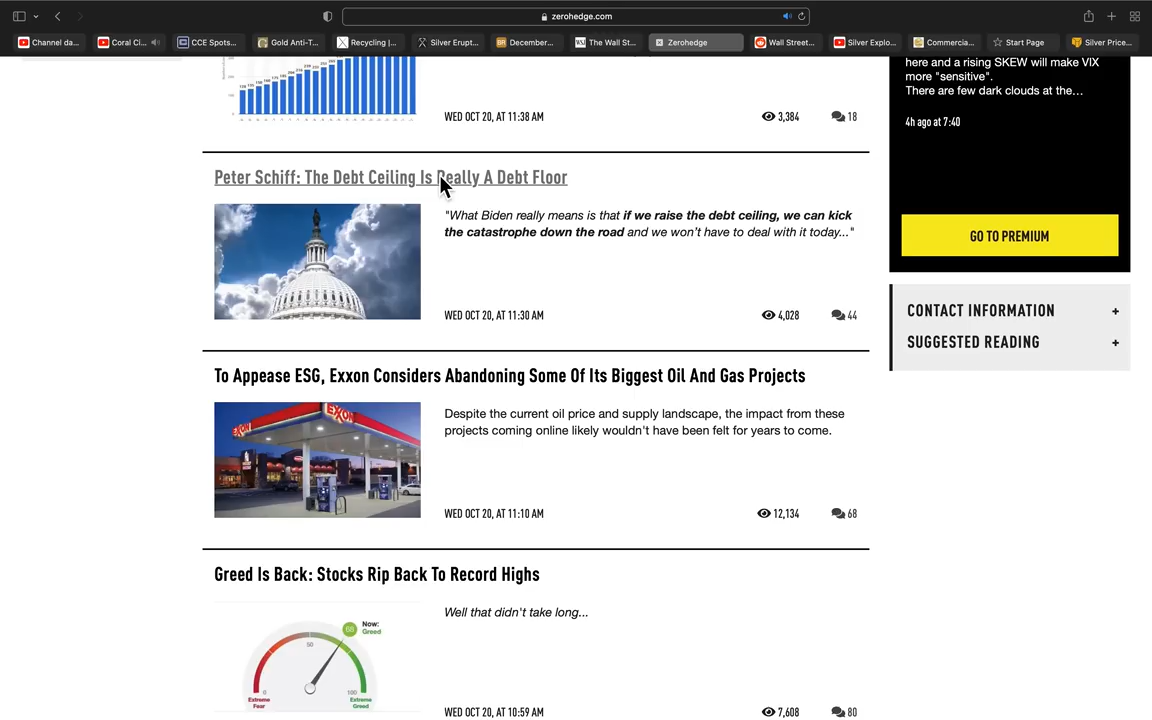 zerohedge.com
Channel da...
Coral Ci...
CCE Spots...
Gold Anti-T...
Recycling |...
Silver Erupt...
BR
December...
WSJ
The Wall St...
Zerohedge
Wall Street...
Silver Explo...
Commercia...
Start Page
Silver Price...
WED OCT 20, AT 11:38 AM
3,384
18
Peter Schiff: The Debt Ceiling Is Really A Debt Floor
"What Biden really means is that if we raise the debt ceiling, we can kick
the catastrophe down the road and we won't have to deal with it today..."
WED OCT 20, AT 11:30 AM
4,028
44
To Appease ESG, Exxon Considers Abandoning Some Of Its Biggest Oil And Gas Projects
EXON
EXON
Despite the current oil price and supply landscape, the impact from these
projects coming online likely wouldn't have been felt for years to come.
WED OCT 20, AT 11:10 AM
12,134
68
Greed Is Back: Stocks Rip Back To Record Highs
Well that didn't take long...
68
Now:
Greed
50
0
100
Extreme
Fear
Extreme
Greed
WED OCT 20, AT 10:59 AM
7,608
80
here and a rising SKEW will make VIX
more "sensitive".
There are few dark clouds at the...
4h ago at 7:40
GO TO PREMIUM
CONTACT INFORMATION +
SUGGESTED READING +